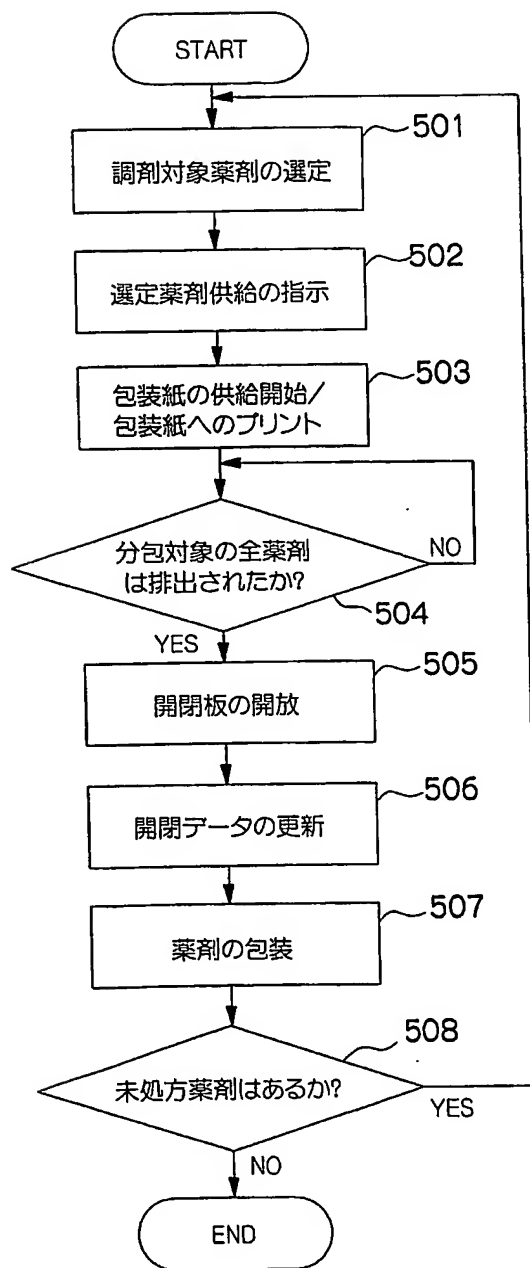 START
501
調剤対象薬剤の選定
502
選定薬剤供給の指示
503
包装紙の供給開始/
包装紙へのプリント
分包対象の全薬剤
は排出されたか?
NO
504
YES
505
開閉板の開放
506
開閉データの更新
507
薬剤の包装
508
未処方薬剤はあるか?
YES
NO
END